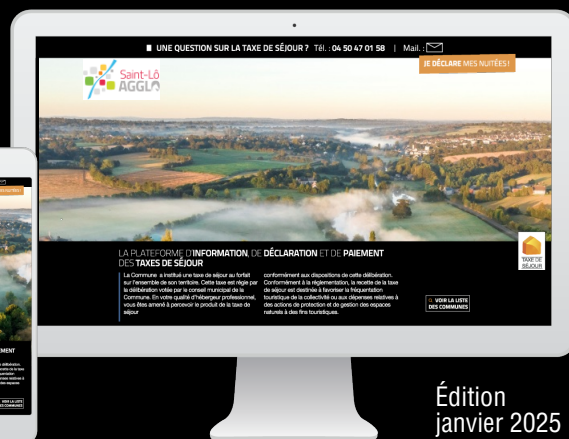 UNE QUESTION SUR LA TAXE DE SÉJOUR ? Tél. : 04 50 47 01 58 | Mail. :
JE DÉCLARE MES NUITÉES !
Saint-Lô
AGGLO
LA PLATEFORME D'INFORMATION, DE DÉCLARATION ET DE PAIEMENT
DES TAXES DE SÉJOUR
La Commune a institué une taxe de séjour au forfait
sur l'ensemble de son territoire. Cette taxe est régie par
la délibération votée par le conseil municipal de la
Commune. En votre qualité d'hébergeur professionnel,
vous êtes amené à percevoir le produit de la taxe de
séjour
conformément aux dispositions de cette délibération.
Conformément à la réglementation, la recette de la taxe
de séjour est destinée à favoriser la fréquentation
touristique de la collectivité ou aux dépenses relatives à
des actions de protection et de gestion des espaces
naturels à des fins touristiques.
TAXE DE
SÉJOUR
VOIR LA LISTE
DES COMMUNES
Édition
janvier 2025